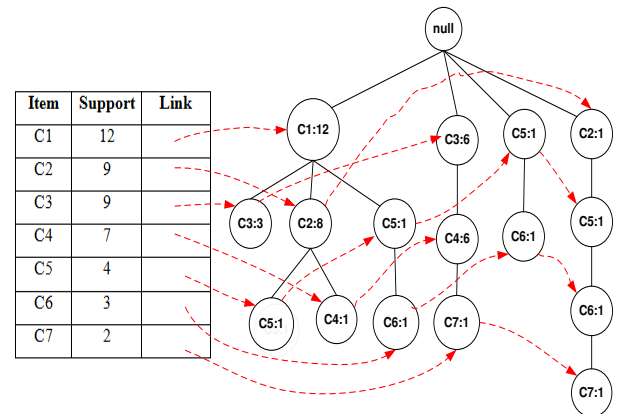 null
Item Support Link
C1 12
C2 9
C3 9
C4 7
C5 4
C6 3
C7 2
C1:12 C3:6 C5:1 C2:1
C3:3 C2:8 C5:1 C4:6 C6:1 C5:1
C5:1 C4:1 C6:1 C7:1 C6:1
C7:1